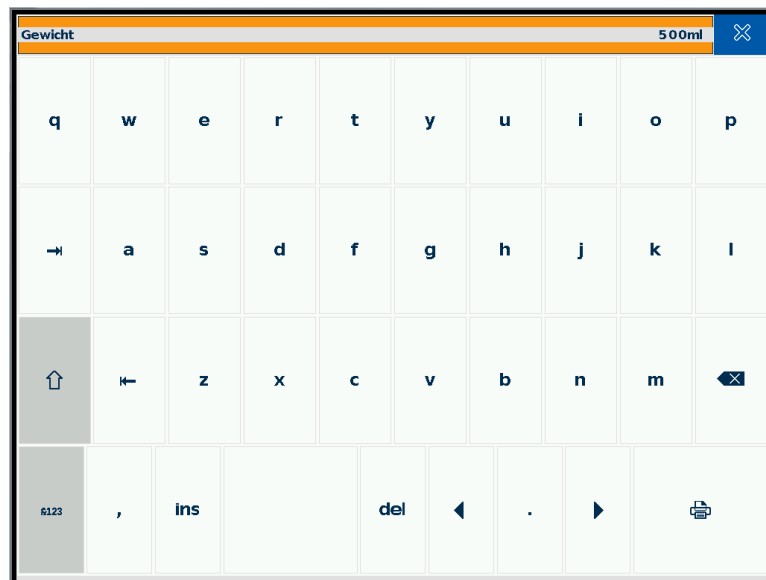 Gewicht 500ml
q w e r t y u i o p
a s d f g h j k l
z x c v b n m
&123 , ins del .